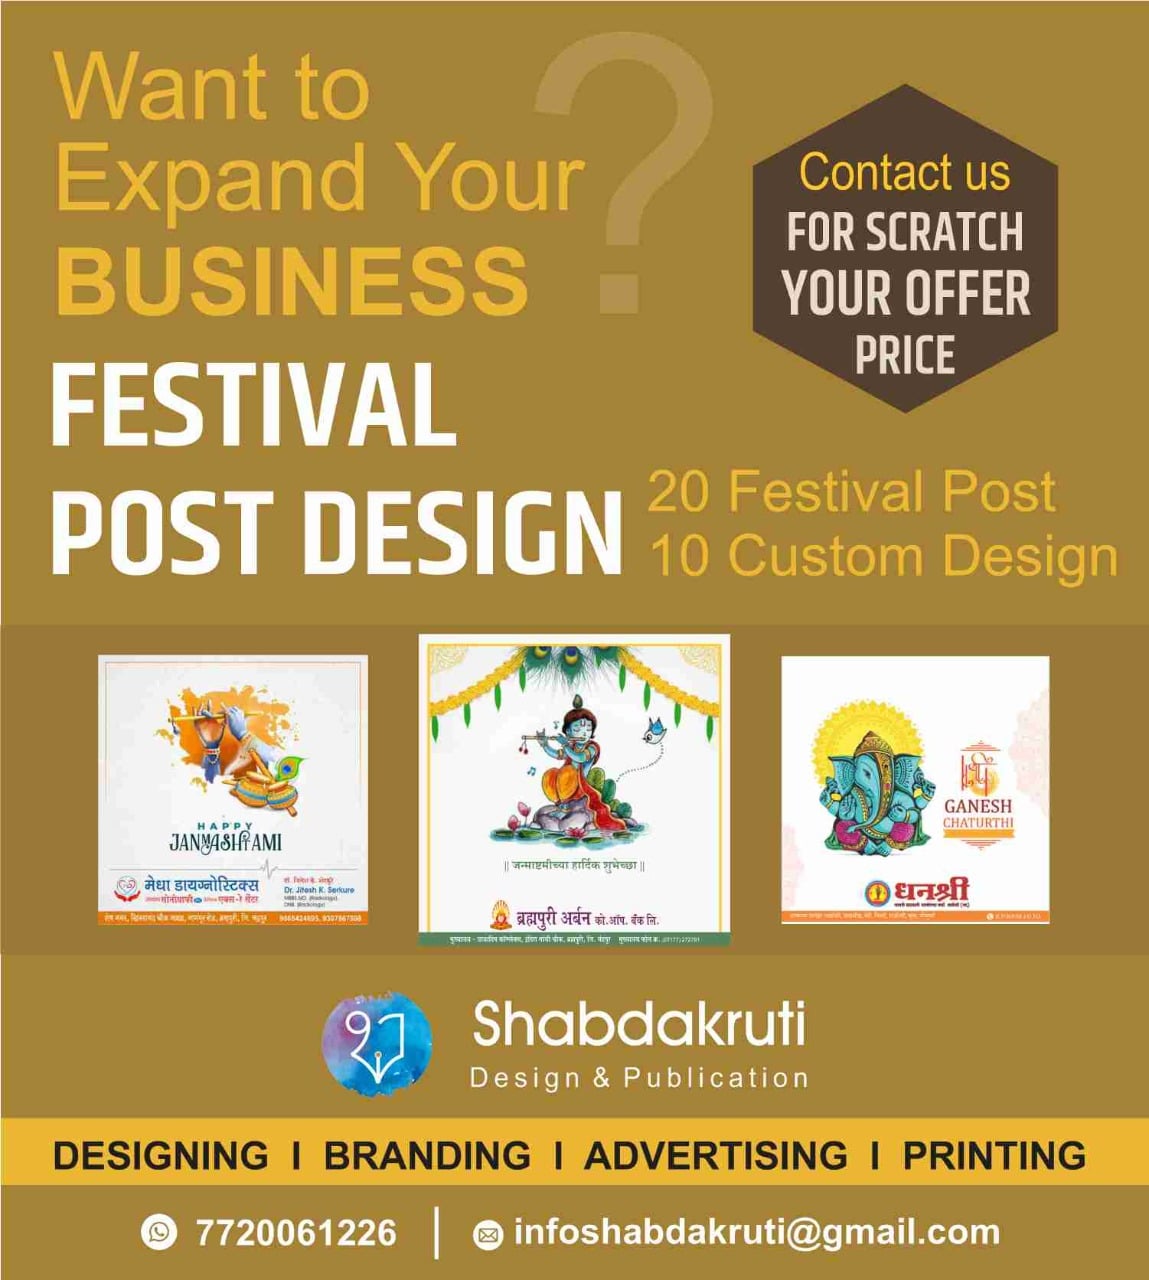 Want to
Expand Your
BUSINESS
?
Contact us
FOR SCRATCH
YOUR OFFER
PRICE
FESTIVAL
POST DESIGN
20 Festival Post
10 Custom Design
HAPPY
JANMASHTAMI
मेधा डायग्नोस्टिक्स
सोनोग्राफी
एक्स-रे सेंटर
Dr. Jitesh K. Serkure
|| जन्माष्टमीच्या हार्दिक शुभेच्छा ||
ब्रह्मपुरी अर्बन को.ऑप. बँक लि.
GANESH
CHATURTHI
धनश्री
Shabdakruti
Design & Publication
DESIGNING I BRANDING I ADVERTISING I PRINTING
7720061226 | infoshabdakruti@gmail.com